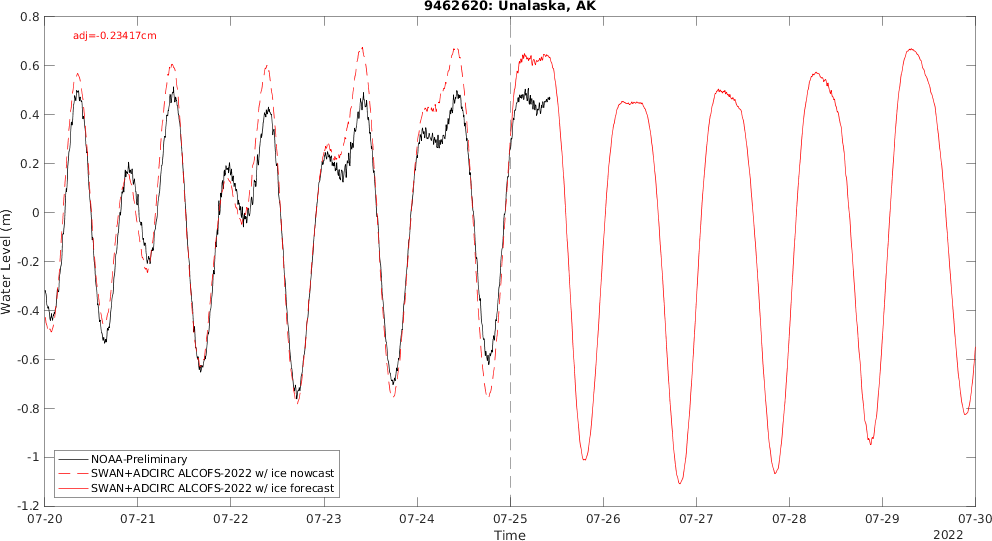 9462620: Unalaska, AK
adj=-0.23417cm
Water Level (m)
0.8
0.6
0.4
0.2
0
-0.2
-0.4
-0.6
-0.8
-1
-1.2
NOAA-Preliminary
SWAN+ADCIRC ALCOFS-2022 w/ ice nowcast
SWAN+ADCIRC ALCOFS-2022 w/ ice forecast
07-20 07-21 07-22 07-23 07-24 07-25 07-26 07-27 07-28 07-29 07-30
Time
2022